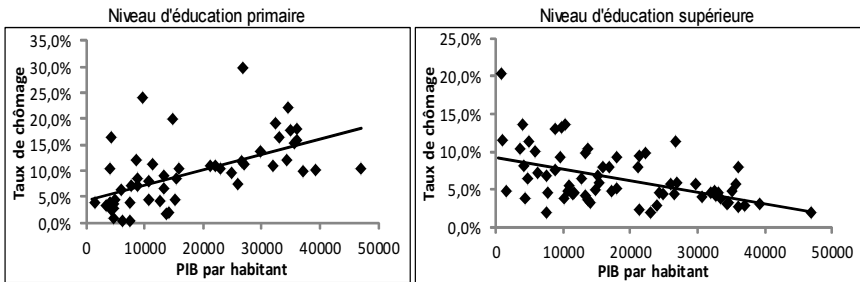 Niveau d'éducation primaire
Taux de chômage
35,0%
30,0%
25,0%
20,0%
15,0%
10,0%
5,0%
0,0%
0 10000 20000 30000 40000 50000
PIB par habitant
Niveau d'éducation supérieure
Taux de chômage
25,0%
20,0%
15,0%
10,0%
5,0%
0,0%
0 10000 20000 30000 40000 50000
PIB par habitant